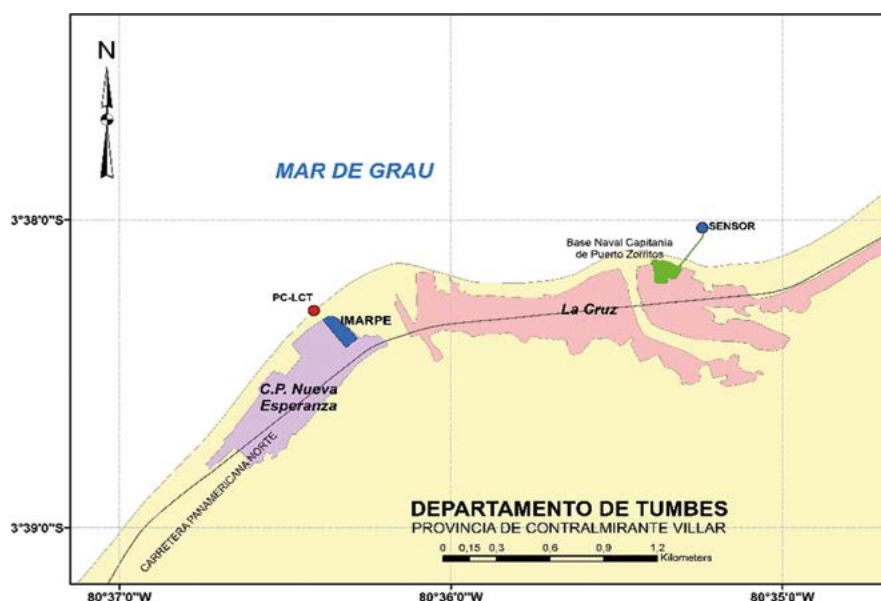 N
MAR DE GRAU
3°38'0"S
SENSOR
Base Naval Capitania
de Puerto Zorritos
PC-LCT
IMARPE
La Cruz
C.P. Nueva
Esperanza
CARRETERA PANAMERICANA NORTE
DEPARTAMENTO DE TUMBES
PROVINCIA DE CONTRALMIRANTE VILLAR
3°39'0"S
0 0,15 0,3 0,6 0,9 1,2
Kilometers
80°37'0"W 80°36'0"W 80°35'0"W